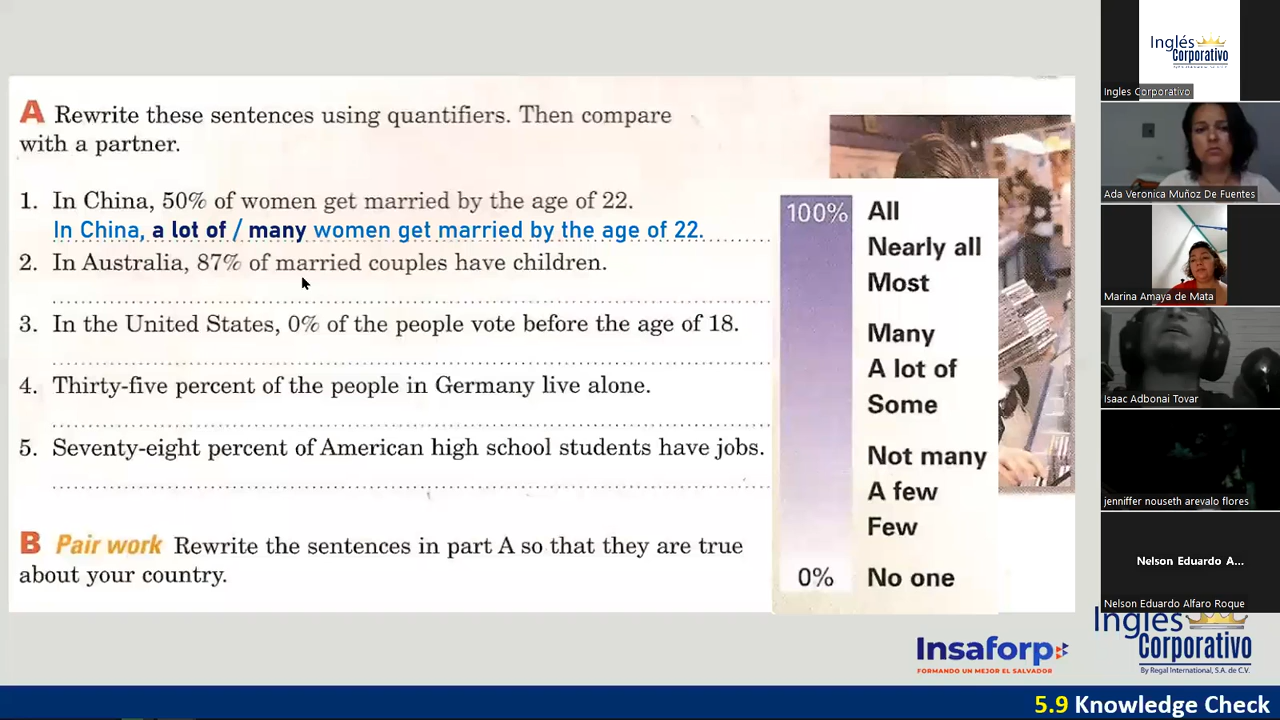 A Rewrite these sentences using quantifiers. Then compare
with a partner.
1. In China, 50% of women get married by the age of 22.
In China, a lot of / many women get married by the age of 22.
2. In Australia, 87% of married couples have children.
3. In the United States, 0% of the people vote before the age of 18.
4. Thirty-five percent of the people in Germany live alone.
5. Seventy-eight percent of American high school students have jobs.
B Pair work Rewrite the sentences in part A so that they are true
about your country.
100% All
Nearly all
Most
Many
A lot of
Some
Not many
A few
Few
0% No one
Inglés
Corporativo
Ingles Corporativo
Ada Veronica Muñoz De Fuentes
Marina Amaya de Mata
Isaac Adbonai Tovar
jenniffer nouseth arevalo flores
Nelson Eduardo A...
Nelson Eduardo Alfaro Roque
Insaforp
FORMANDO UN MEJOR EL SALVADOR
Inglés
Corporativo
By Regal International, S.A. de C.V.
5.9 Knowledge Check